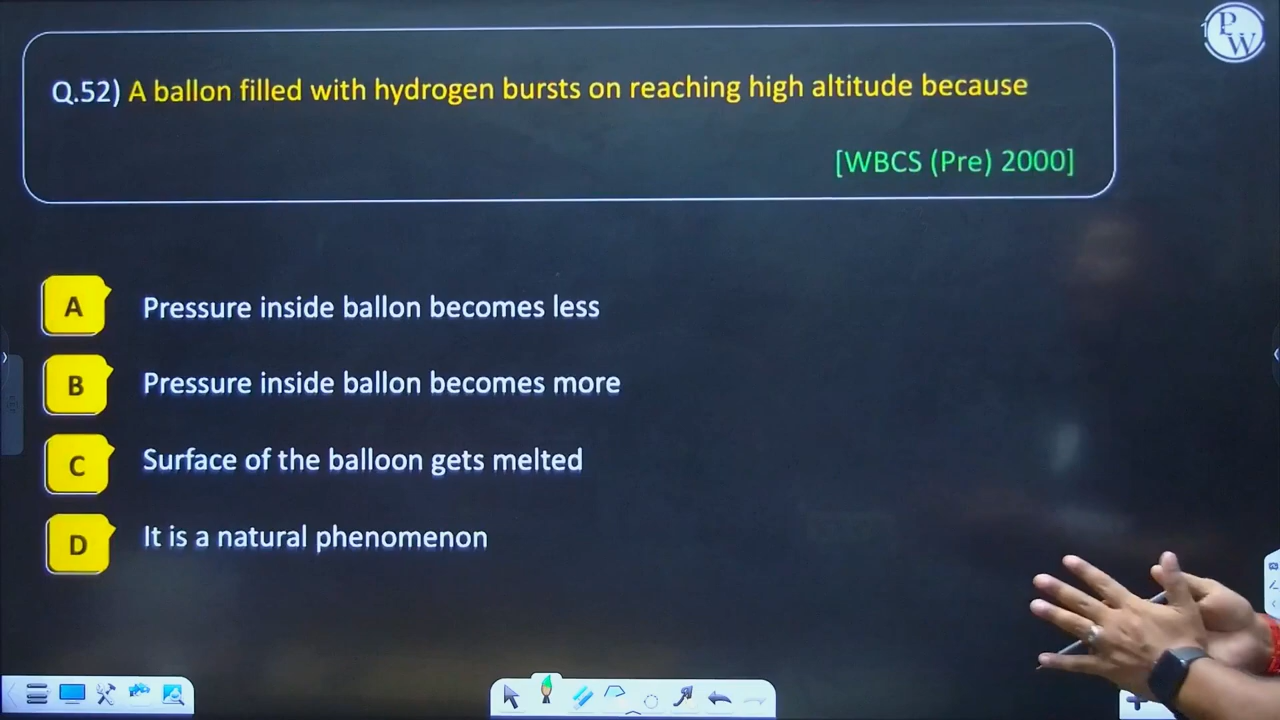 PW
Q.52) A ballon filled with hydrogen bursts on reaching high altitude because
[WBCS (Pre) 2000]
A Pressure inside ballon becomes less
B Pressure inside ballon becomes more
C Surface of the balloon gets melted
D It is a natural phenomenon